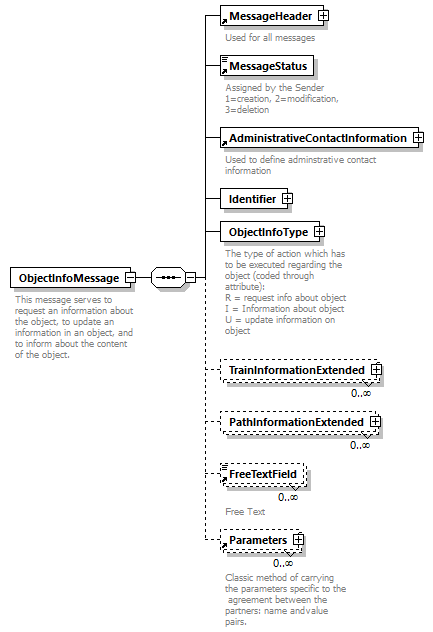 MessageHeader
Used for all messages
MessageStatus
Assigned by the Sender
1=creation, 2=modification,
3=deletion
AdministrativeContactInformation
Used to define adminstrative contact
information
Identifier
ObjectInfoType
The type of action which has
to be executed regarding the
object (coded through
attribute):
R = request info about object
I = Information about object
U = update information on
object
ObjectInfoMessage
This message serves to
request an information about
the object, to update an
information in an object, and
to inform about the content
of the object.
TrainInformationExtended
0..∞
PathInformationExtended
0..∞
FreeTextField
0..∞
Free Text
Parameters
0..∞
Classic method of carrying
the parameters specific to the
agreement between the
partners: name andvalue
pairs.